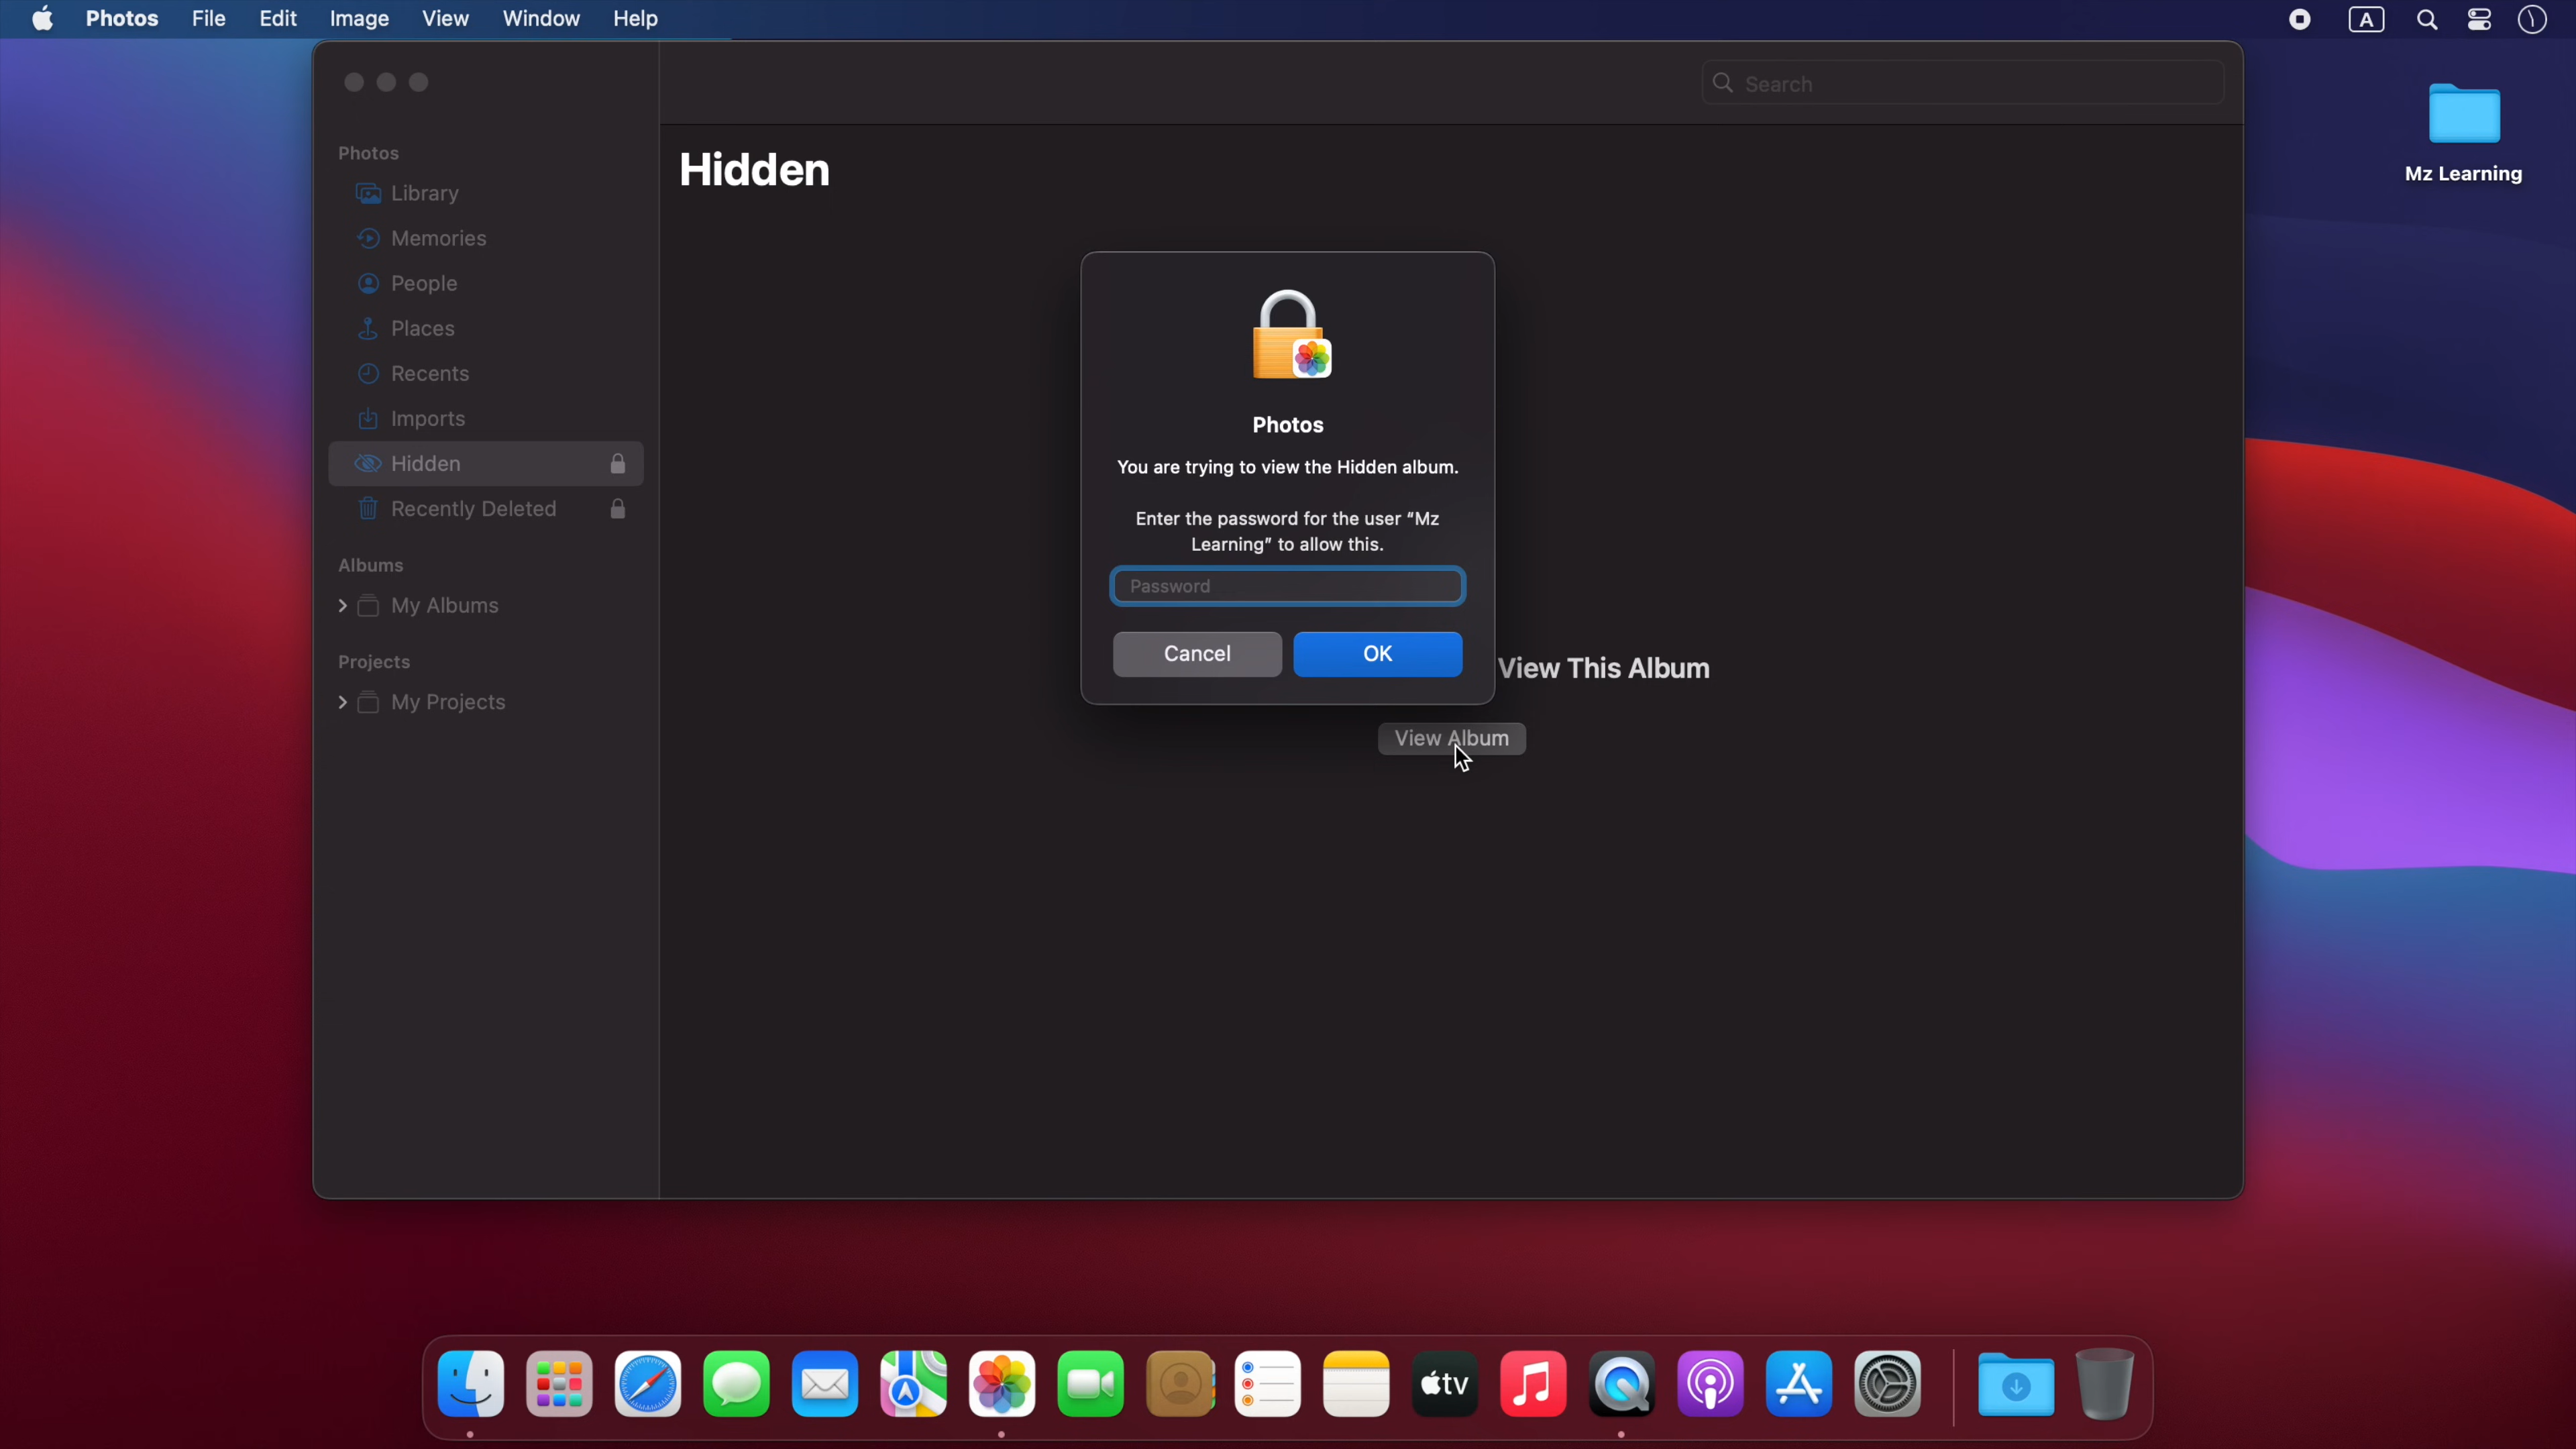 Photos File Edit Image View Window Help
A
Search
Mz Learning
Photos
Library
Memories
People
Places
Recents
Imports
Hidden
Recently Deleted
Albums
My Albums
Projects
My Projects
Hidden
Photos
You are trying to view the Hidden album.
Enter the password for the user “Mz
Learning” to allow this.
Password
Cancel OK
View This Album
View Album
tv